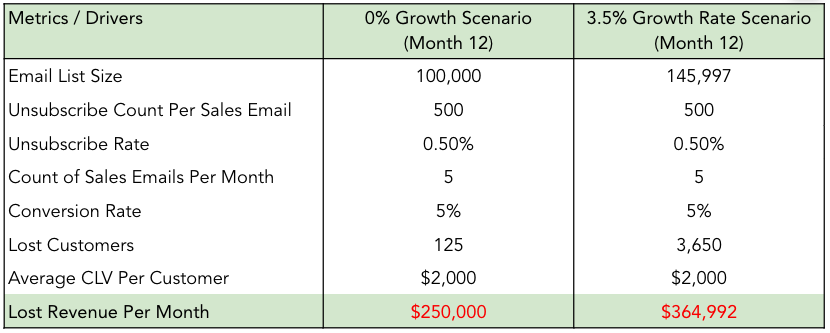 Metrics / Drivers 0% Growth Scenario (Month 12) 3.5% Growth Rate Scenario (Month 12)
Email List Size 100,000 145,997
Unsubscribe Count Per Sales Email 500 500
Unsubscribe Rate 0.50% 0.50%
Count of Sales Emails Per Month 5 5
Conversion Rate 5% 5%
Lost Customers 125 3,650
Average CLV Per Customer $2,000 $2,000
Lost Revenue Per Month $250,000 $364,992